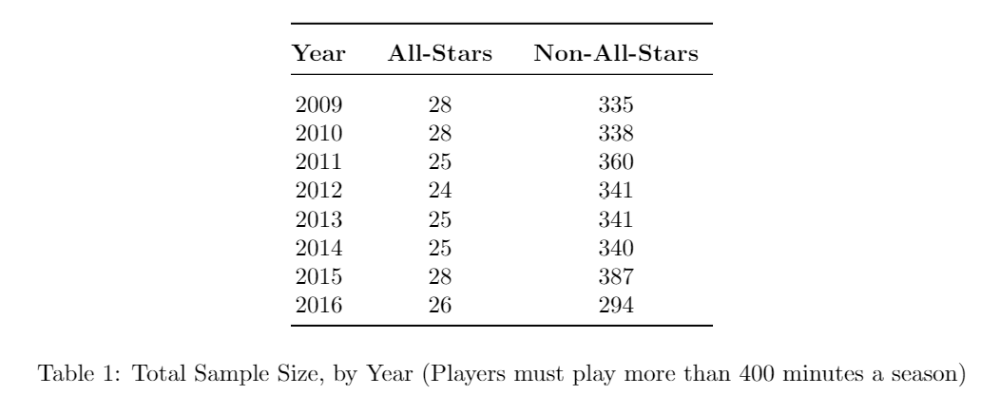 Year All-Stars Non-All-Stars
2009 28 335
2010 28 338
2011 25 360
2012 24 341
2013 25 341
2014 25 340
2015 28 387
2016 26 294
Table 1: Total Sample Size, by Year (Players must play more than 400 minutes a season)